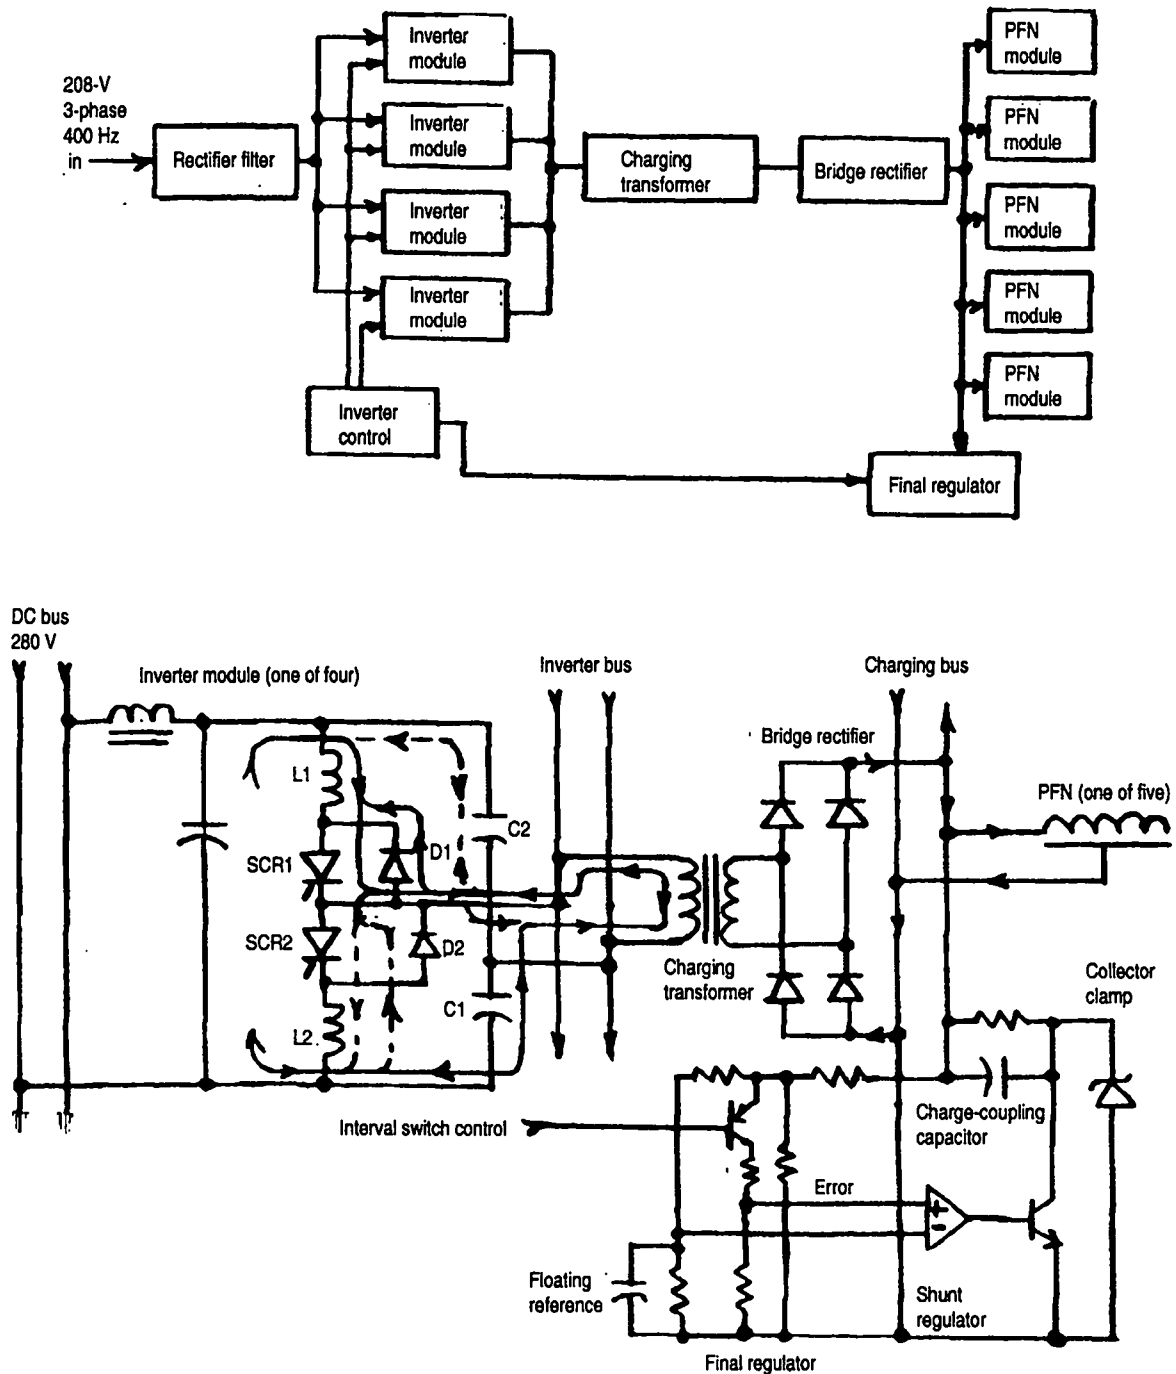 208-V
3-phase
400 Hz
in
Rectifier filter
Inverter
module
Inverter
module
Inverter
module
Inverter
module
Inverter
control
Charging
transformer
Bridge rectifier
PFN
module
PFN
module
PFN
module
PFN
module
PFN
module
Final regulator
DC bus
280 V
Inverter module (one of four)
Inverter bus
Charging bus
Bridge rectifier
PFN (one of five)
L1
C2
D1
SCR1
SCR2
D2
C1
L2
Charging
transformer
Collector
clamp
Charge-coupling
capacitor
Interval switch control
Error
+
-
Floating
reference
Shunt
regulator
Final regulator